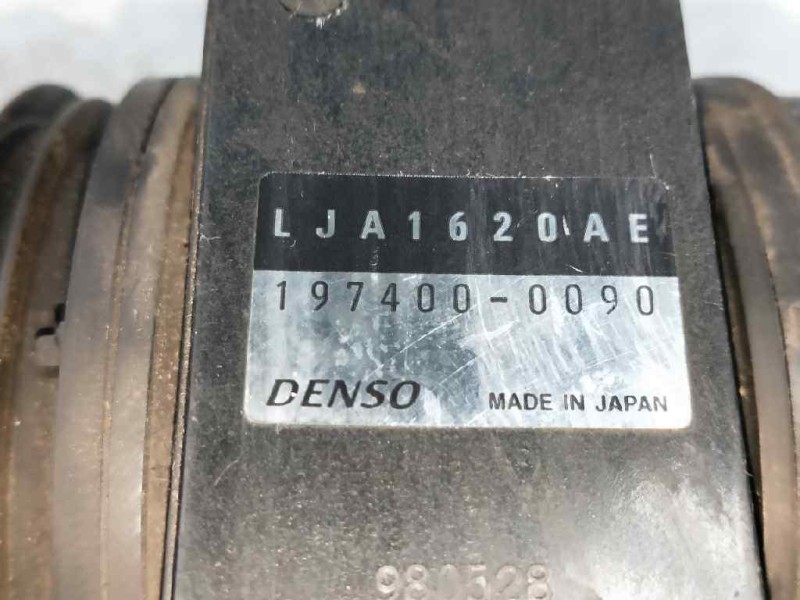 LJA1620AE
197400-0090
DENSO MADE IN JAPAN
980528